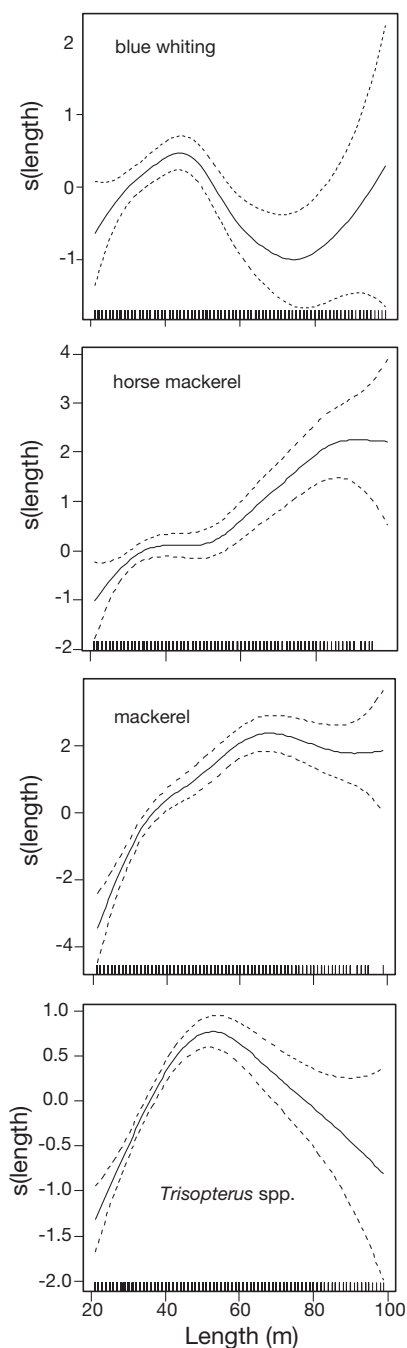 blue whiting
s(length)
2
1
0
-1
horse mackerel
s(length)
4
3
2
1
0
-1
-2
mackerel
s(length)
2
0
-2
-4
Trisopterus spp.
s(length)
1.0
0.5
0.0
-0.5
-1.0
-1.5
-2.0
20 40 60 80 100
Length (m)